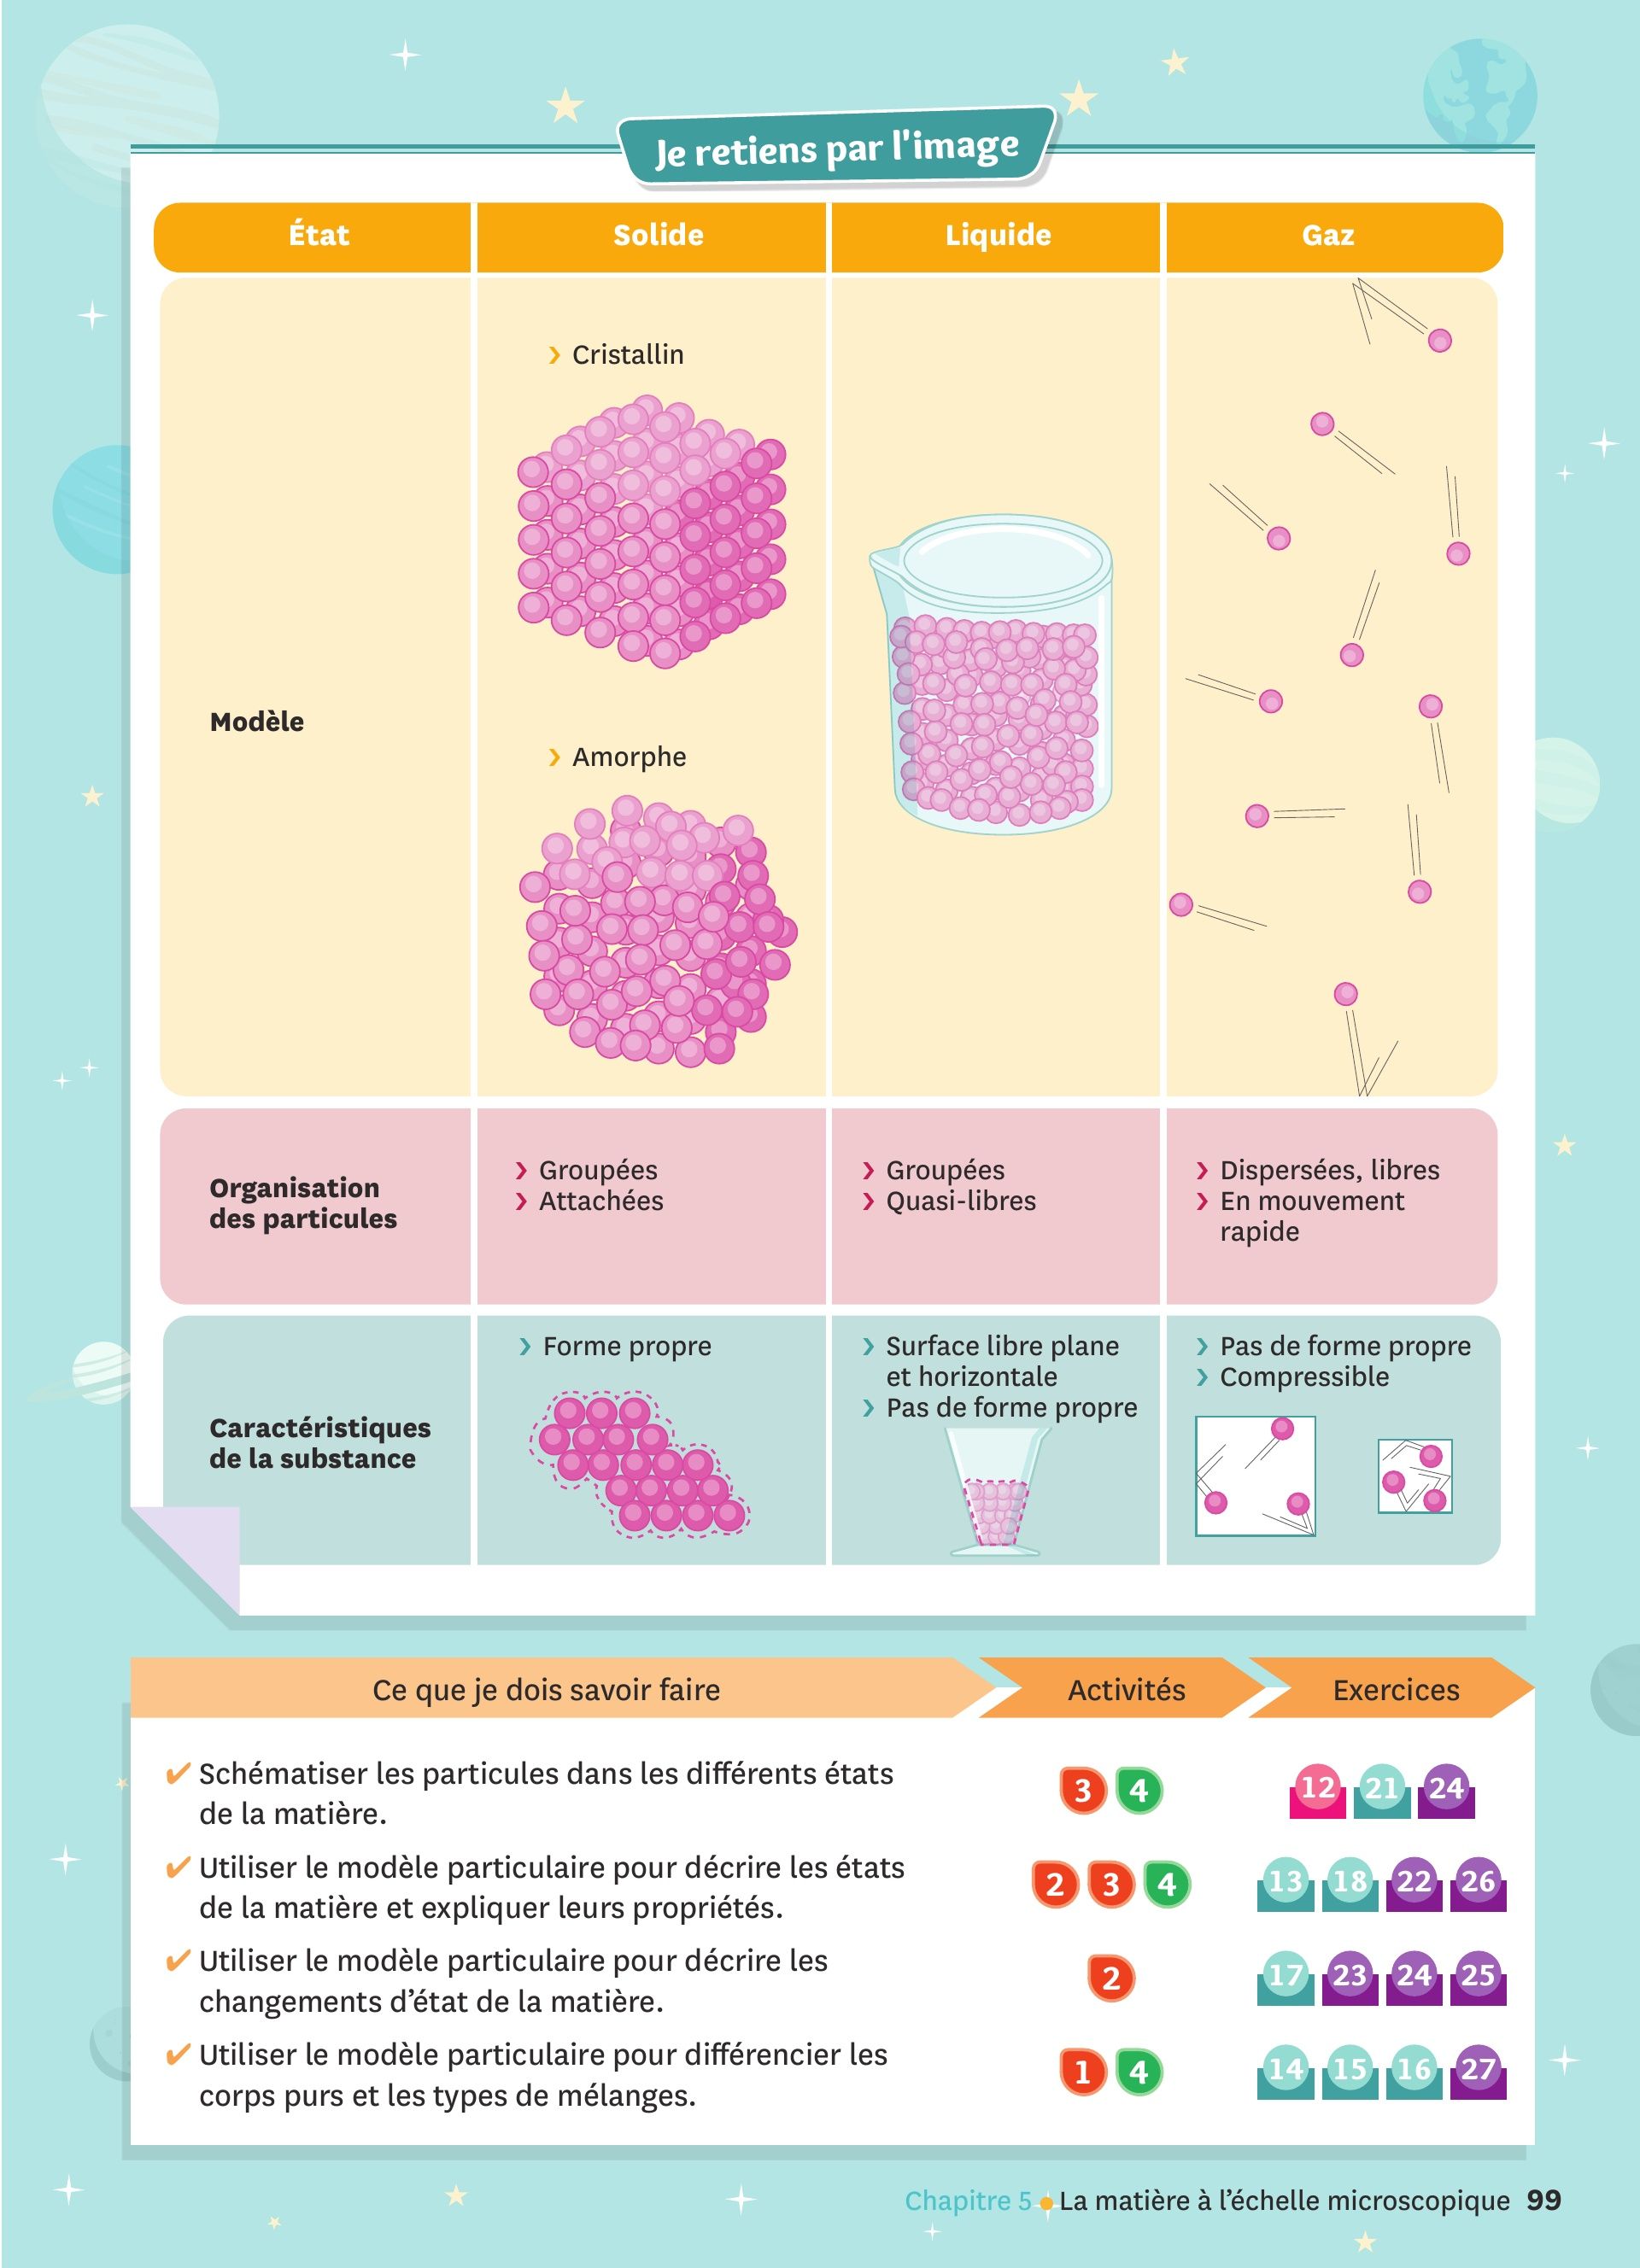 Je retiens par l'image
État
Solide
Liquide
Gaz
Modèle
› Cristallin
› Amorphe
Organisation
des particules
› Groupées
› Attachées
› Groupées
› Quasi-libres
› Dispersées, libres
› En mouvement
rapide
Caractéristiques
de la substance
› Forme propre
› Surface libre plane
et horizontale
› Pas de forme propre
› Pas de forme propre
› Compressible
Ce que je dois savoir faire
Activités
Exercices
✔ Schématiser les particules dans les différents états
de la matière.
3 4
12 21 24
✔ Utiliser le modèle particulaire pour décrire les états
de la matière et expliquer leurs propriétés.
2 3 4
13 18 22 26
✔ Utiliser le modèle particulaire pour décrire les
changements d’état de la matière.
2
17 23 24 25
✔ Utiliser le modèle particulaire pour différencier les
corps purs et les types de mélanges.
1 4
14 15 16 27
Chapitre 5 • La matière à l’échelle microscopique 99